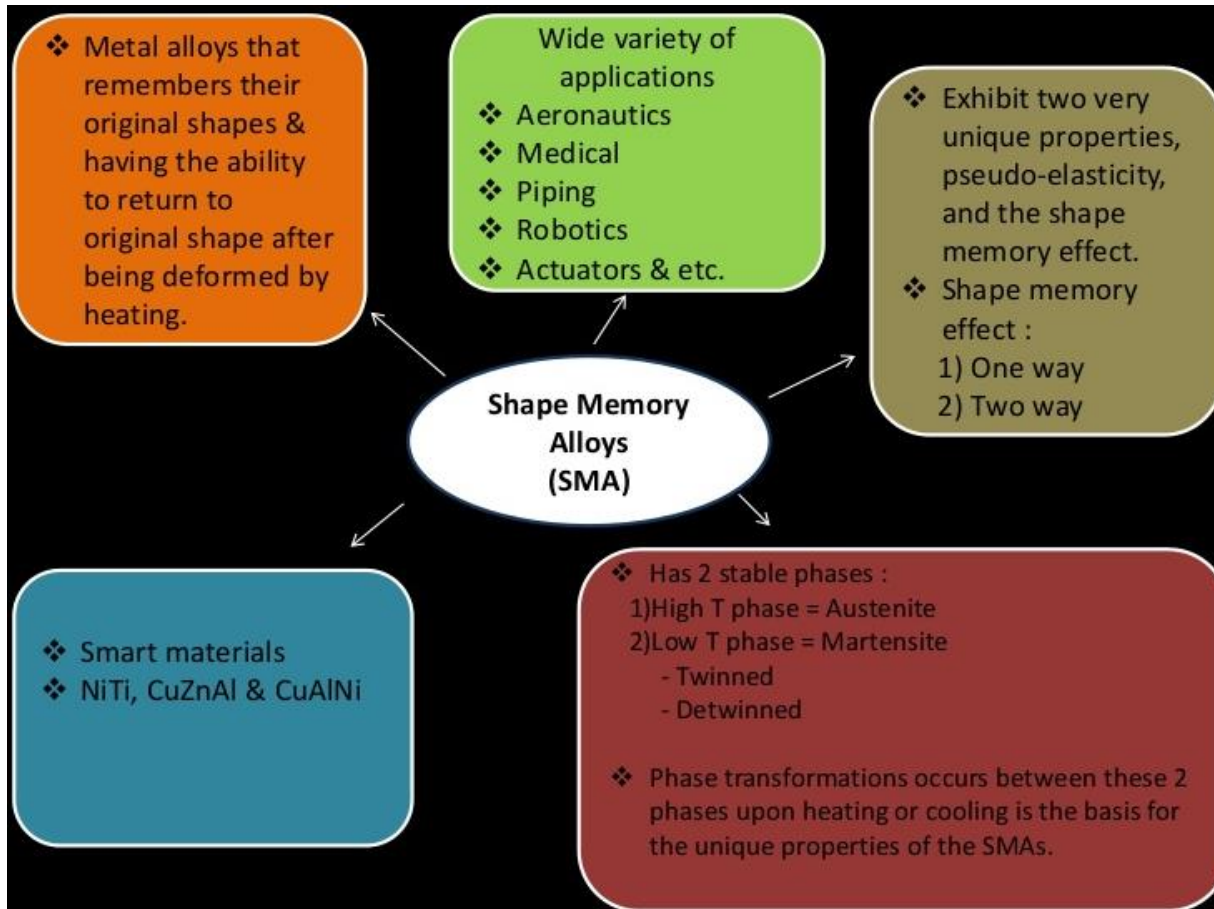 ❖ Metal alloys that
remembers their
original shapes &
having the ability
to return to
original shape after
being deformed by
heating.
Wide variety of
applications
❖ Aeronautics
❖ Medical
❖ Piping
❖ Robotics
❖ Actuators & etc.
❖ Exhibit two very
unique properties,
pseudo-elasticity,
and the shape
memory effect.
❖ Shape memory
effect :
1) One way
2) Two way
Shape Memory
Alloys
(SMA)
❖ Smart materials
❖ NiTi, CuZnAl & CuAlNi
❖ Has 2 stable phases :
1)High T phase = Austenite
2)Low T phase = Martensite
- Twinned
- Detwinned
❖ Phase transformations occurs between these 2
phases upon heating or cooling is the basis for
the unique properties of the SMAs.